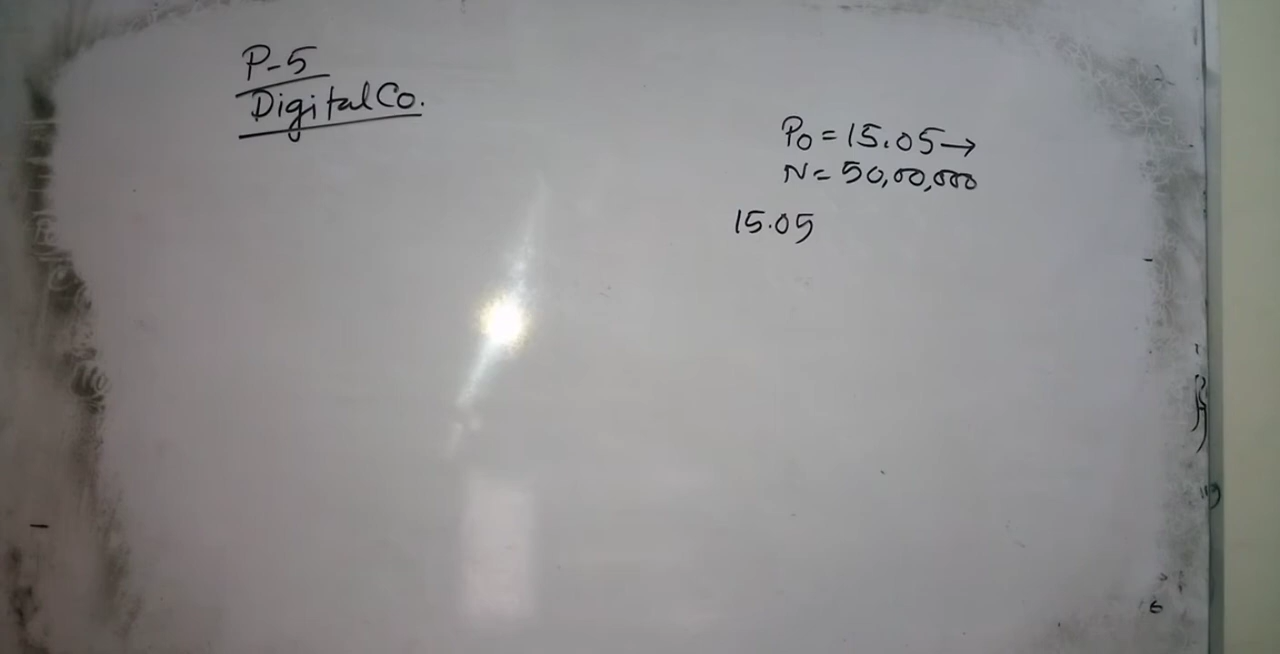 P-5
Digital Co.
P0 = 15.05→
N = 50,00,000
15.05